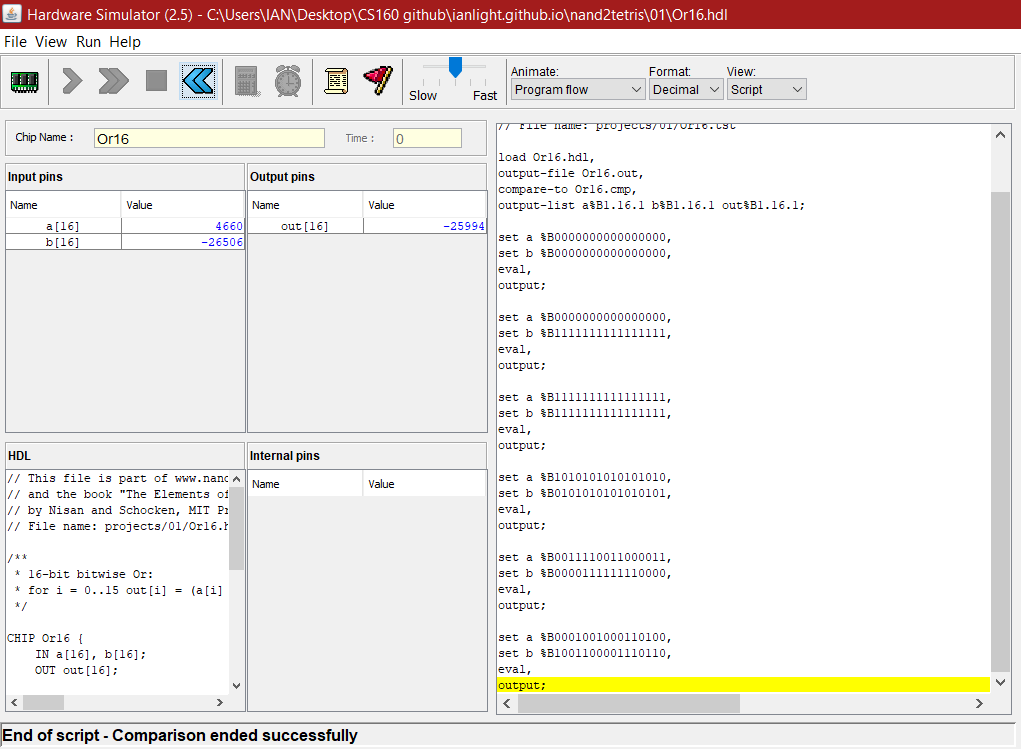 Hardware Simulator (2.5) - C:\Users\IAN\Desktop\CS160 github\ianlight.github.io\nand2tetris\01\Or16.hdl
File View Run Help
Slow Fast
Animate: Format: View:
Program flow Decimal Script
Chip Name : Or16 Time : 0
Input pins
Name Value
a[16] 4660
b[16] -26506
Output pins
Name Value
out[16] -25994
HDL
// This file is part of www.nand
// and the book "The Elements of
// by Nisan and Schocken, MIT Pr
// File name: projects/01/Or16.h
/**
* 16-bit bitwise Or:
* for i = 0..15 out[i] = (a[i]
*/
CHIP Or16 {
IN a[16], b[16];
OUT out[16];
Internal pins
Name Value
// File name: projects/01/Or16.tst
load Or16.hdl,
output-file Or16.out,
compare-to Or16.cmp,
output-list a%B1.16.1 b%B1.16.1 out%B1.16.1;
set a %B0000000000000000,
set b %B0000000000000000,
eval,
output;
set a %B0000000000000000,
set b %B1111111111111111,
eval,
output;
set a %B1111111111111111,
set b %B1111111111111111,
eval,
output;
set a %B1010101010101010,
set b %B0101010101010101,
eval,
output;
set a %B0011110011000011,
set b %B0000111111110000,
eval,
output;
set a %B0001001000110100,
set b %B1001100001110110,
eval,
output;
End of script - Comparison ended successfully